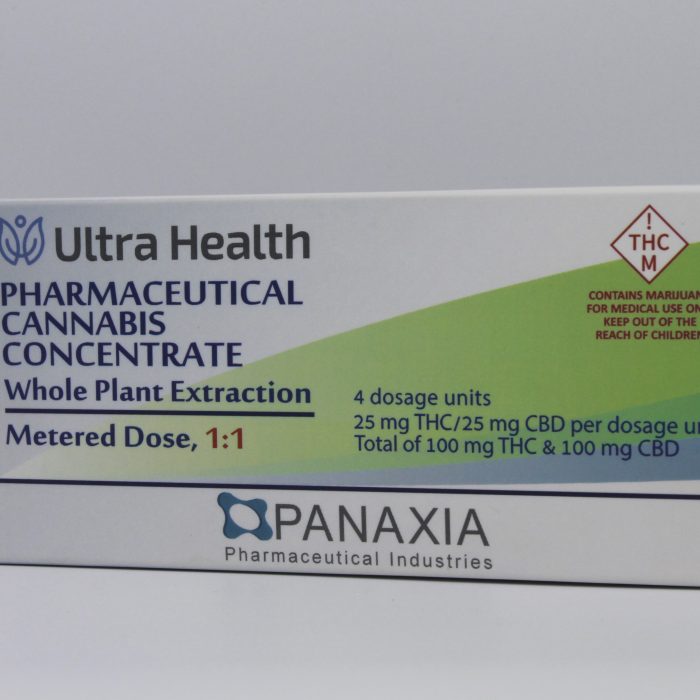 Ultra Health
PHARMACEUTICAL
CANNABIS
CONCENTRATE
Whole Plant Extraction
Metered Dose, 1:1
!
THC
M
CONTAINS
FOR MEDICAL USE
KEEP OUT OF THE
REACH OF CHILDREN
4 dosage units
25 mg THC/25 mg CBD per dosage
Total of 100 mg THC & 100 mg CBD
PANAXIA
Pharmaceutical Industries